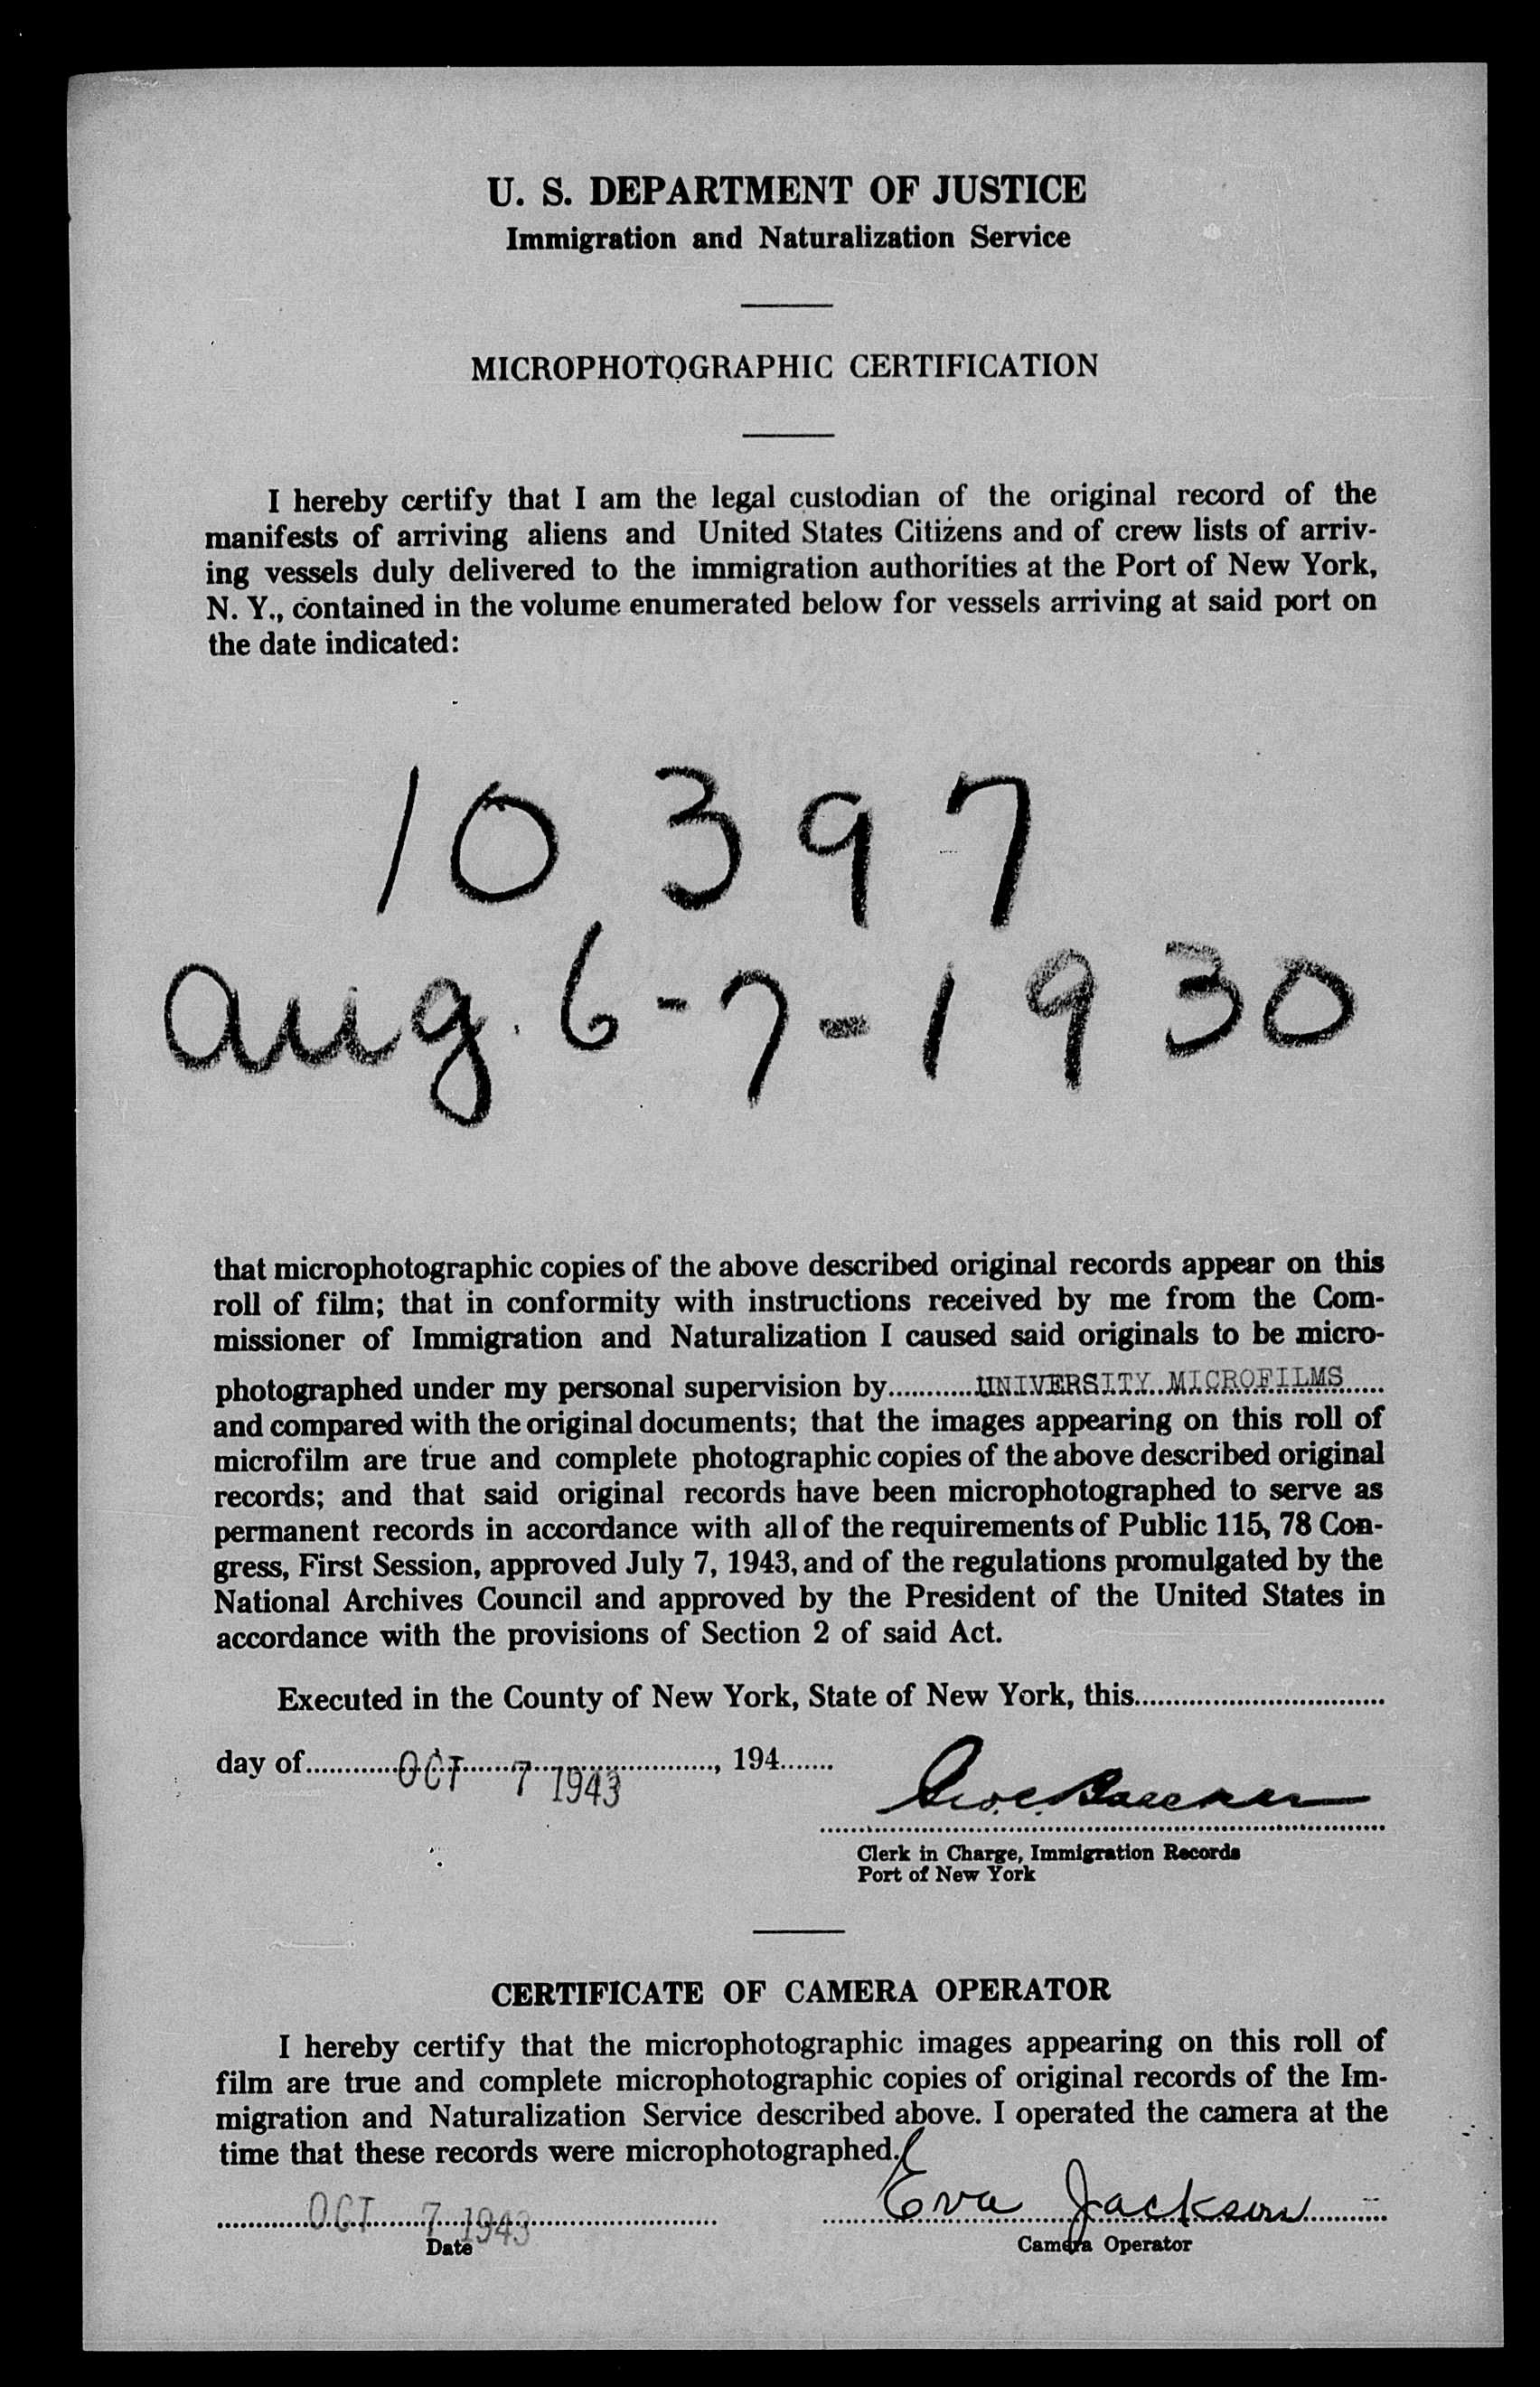 U. S. DEPARTMENT OF JUSTICE
Immigration and Naturalization Service
MICROPHOTOGRAPHIC CERTIFICATION
I hereby certify that I am the legal custodian of the original record of the
manifests of arriving aliens and United States Citizens and of crew lists of arriv-
ing vessels duly delivered to the immigration authorities at the Port of New York,
N. Y., contained in the volume enumerated below for vessels arriving at said port on
the date indicated:
10397
Aug. 6-7-1930
that microphotographic copies of the above described original records appear on this
roll of film; that in conformity with instructions received by me from the Com-
missioner of Immigration and Naturalization I caused said originals to be micro-
photographed under my personal supervision by UNIVERSITY MICROFILMS
and compared with the original documents; that the images appearing on this roll of
microfilm are true and complete photographic copies of the above described original
records; and that said original records have been microphotographed to serve as
permanent records in accordance with all of the requirements of Public 115, 78 Con-
gress, First Session, approved July 7, 1943, and of the regulations promulgated by the
National Archives Council and approved by the President of the United States in
accordance with the provisions of Section 2 of said Act.
Executed in the County of New York, State of New York, this
day of OCT 7 1943, 194
Clerk in Charge, Immigration Records
Port of New York
CERTIFICATE OF CAMERA OPERATOR
I hereby certify that the microphotographic images appearing on this roll of
film are true and complete microphotographic copies of original records of the Im-
migration and Naturalization Service described above. I operated the camera at the
time that these records were microphotographed.
OCT 7 1943 Eva Jackson
Date Camera Operator